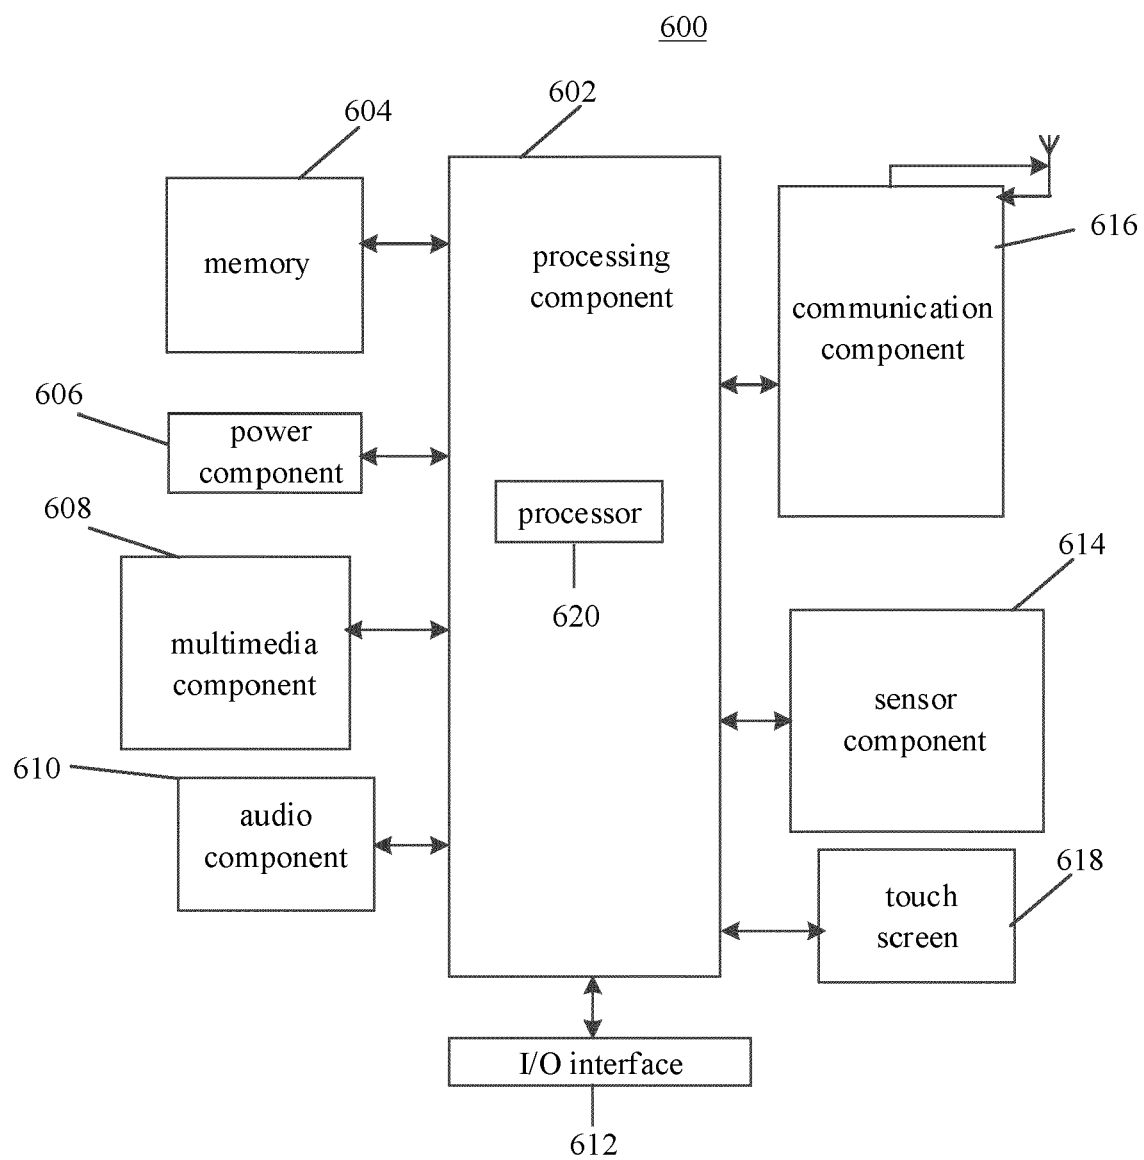 600
602
604
memory
processing
component
616
communication
component
606
power
component
608
processor
620
multimedia
component
614
sensor
component
610
audio
component
618
touch
screen
I/O interface
612